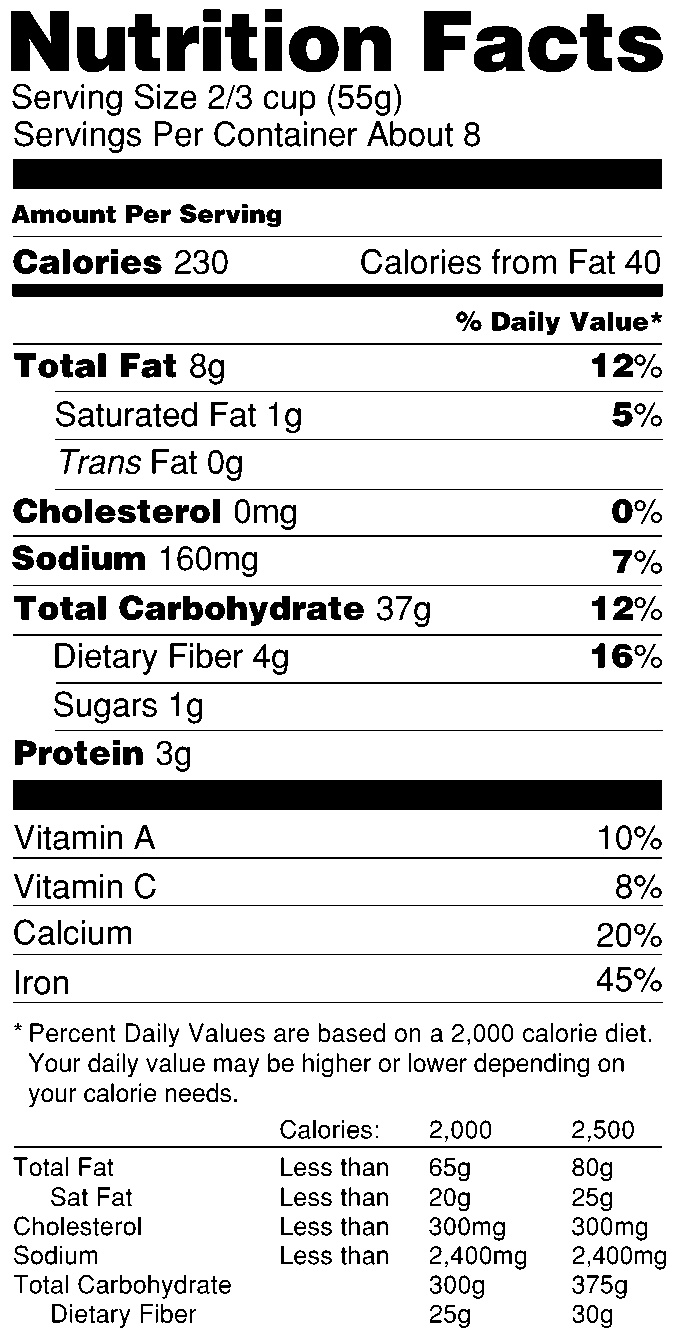 Nutrition Facts
Serving Size 2/3 cup (55g)
Servings Per Container About 8
Amount Per Serving
Calories 230 Calories from Fat 40
% Daily Value*
Total Fat 8g 12%
Saturated Fat 1g 5%
Trans Fat 0g
Cholesterol 0mg 0%
Sodium 160mg 7%
Total Carbohydrate 37g 12%
Dietary Fiber 4g 16%
Sugars 1g
Protein 3g
Vitamin A 10%
Vitamin C 8%
Calcium 20%
Iron 45%
* Percent Daily Values are based on a 2,000 calorie diet.
Your daily value may be higher or lower depending on
your calorie needs.
Calories: 2,000 2,500
Total Fat Less than 65g 80g
Sat Fat Less than 20g 25g
Cholesterol Less than 300mg 300mg
Sodium Less than 2,400mg 2,400mg
Total Carbohydrate 300g 375g
Dietary Fiber 25g 30g